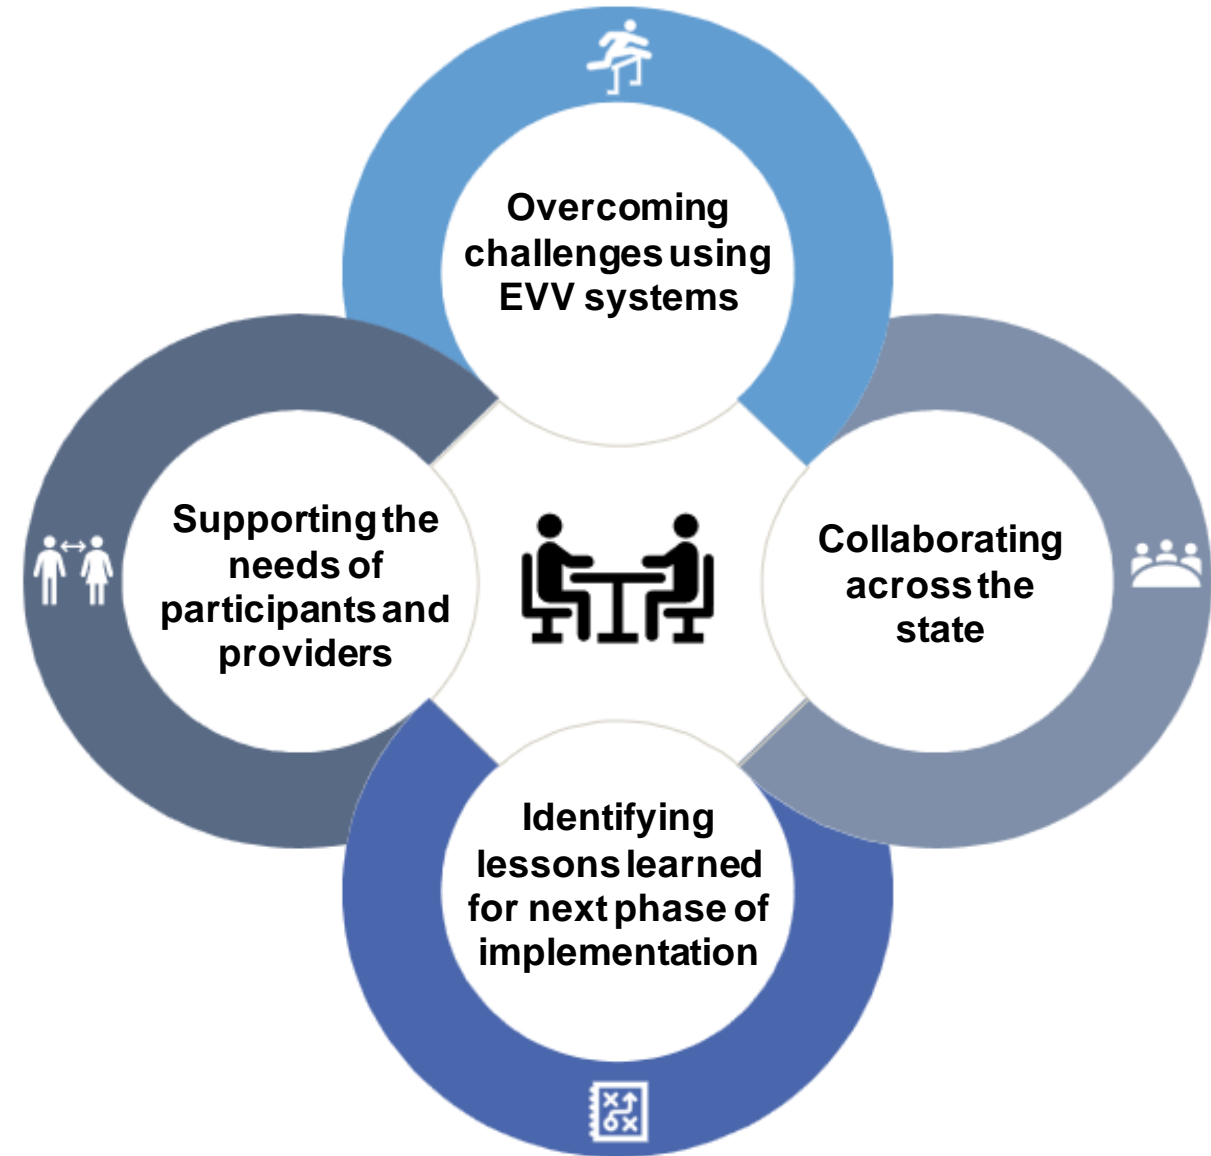 Overcoming
challenges using
EVV systems
Supporting the
needs of
participants and
providers
Collaborating
across the
state
Identifying
lessons learned
for next phase of
implementation